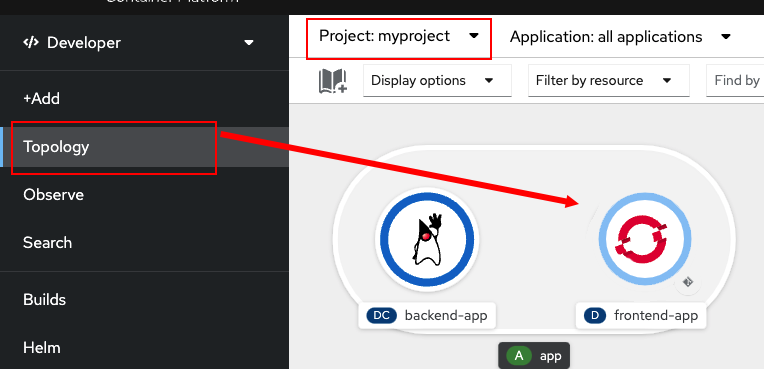 Container Platform
Developer
Project: myproject
Application: all applications
Display options
Filter by resource
Find by
+Add
Topology
Observe
Search
Builds
Helm
DC backend-app
D frontend-app
A app